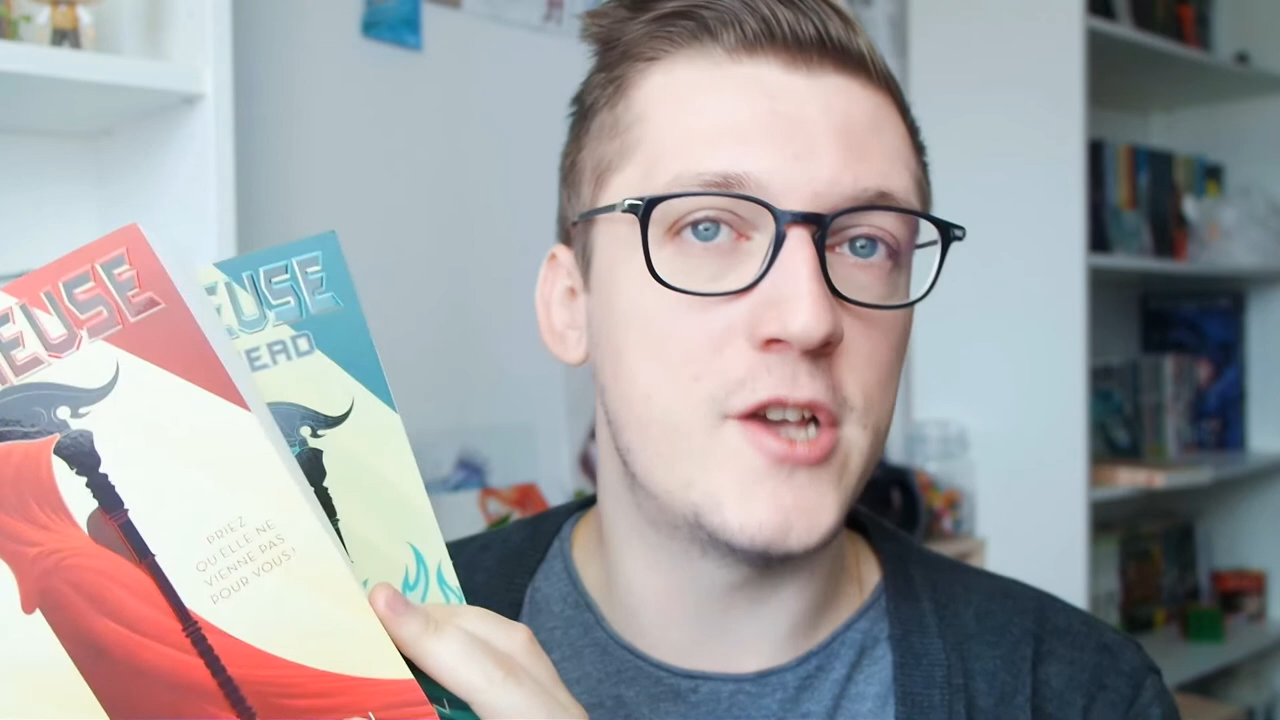 EUSE
PRIEZ
QU'ELLE NE
VIENNE PAS
POUR VOUS!
EUSE
ERD